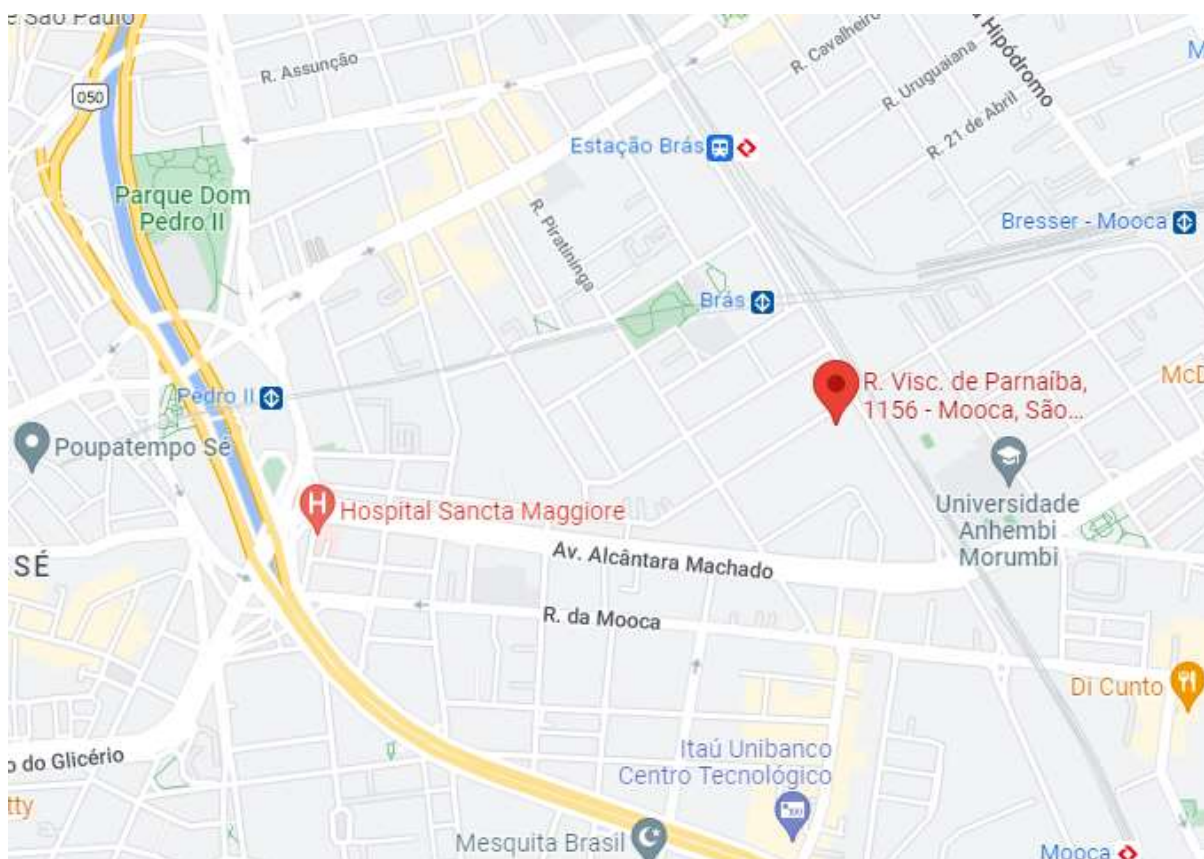 e São Paulo
050
R. Assunção
R. Cavalheiro
Hipódromo
R. Uruguaiana
R. 21 de Abril
M
Estação Brás
Parque Dom
Pedro II
R. Piratininga
Bresser - Mooca
Brás
Pedro II
R. Visc. de Parnaíba,
1156 - Mooca, São...
McD
Poupatempo Sé
H
Hospital Sancta Maggiore
Universidade
Anhembi
Morumbi
SÉ
Av. Alcântara Machado
R. da Mooca
Di Cunto
o do Glicério
Itaú Unibanco
Centro Tecnológico
tty
Mesquita Brasil
Mooca